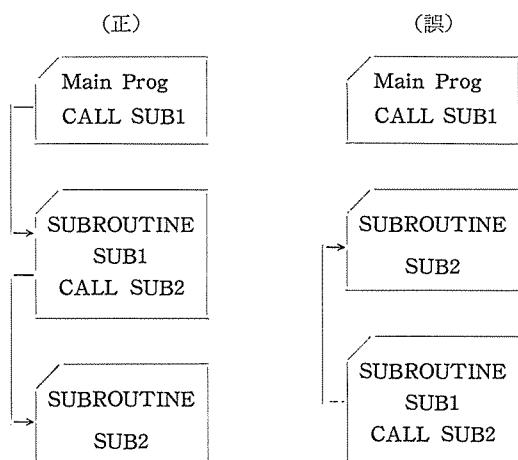 （正）
Main Prog
CALL SUB1
SUBROUTINE
SUB1
CALL SUB2
SUBROUTINE
SUB2
（誤）
Main Prog
CALL SUB1
SUBROUTINE
SUB2
SUBROUTINE
SUB1
CALL SUB2